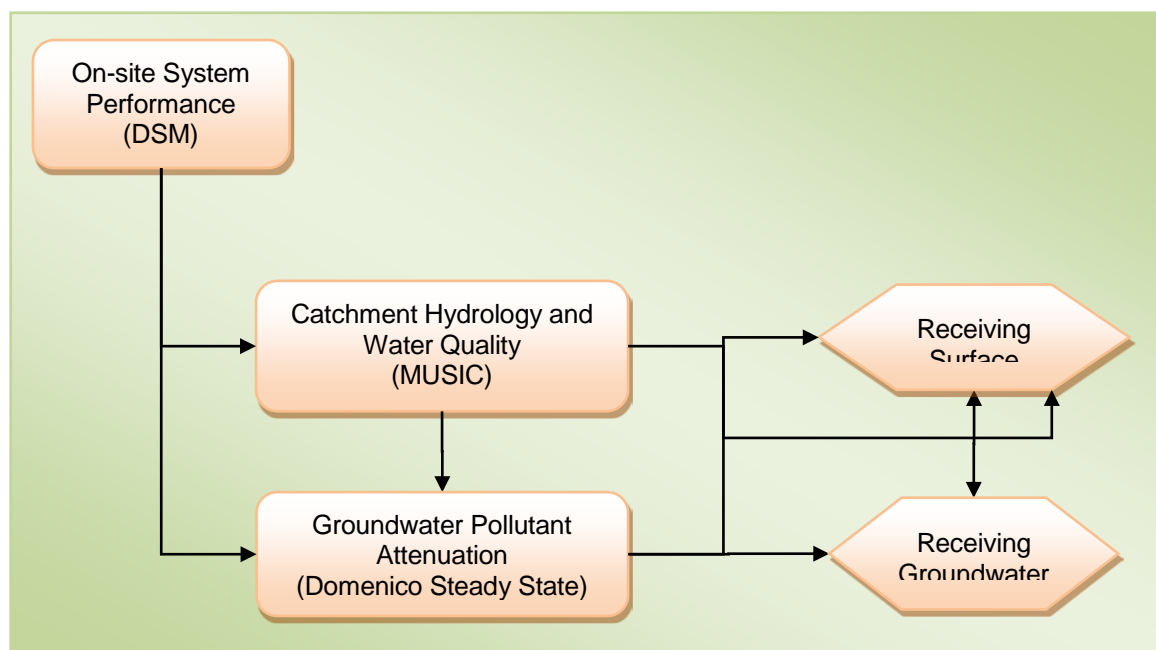 On-site System
Performance
(DSM)
Catchment Hydrology and
Water Quality
(MUSIC)
Receiving
Surface
Groundwater Pollutant
Attenuation
(Domenico Steady State)
Receiving
Groundwater